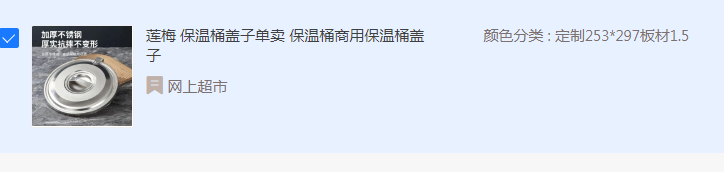 加厚不锈钢
厚实抗摔不变形
莲梅 保温桶盖子单卖 保温桶商用保温桶盖
子
网上超市
颜色分类 : 定制253*297板材1.5